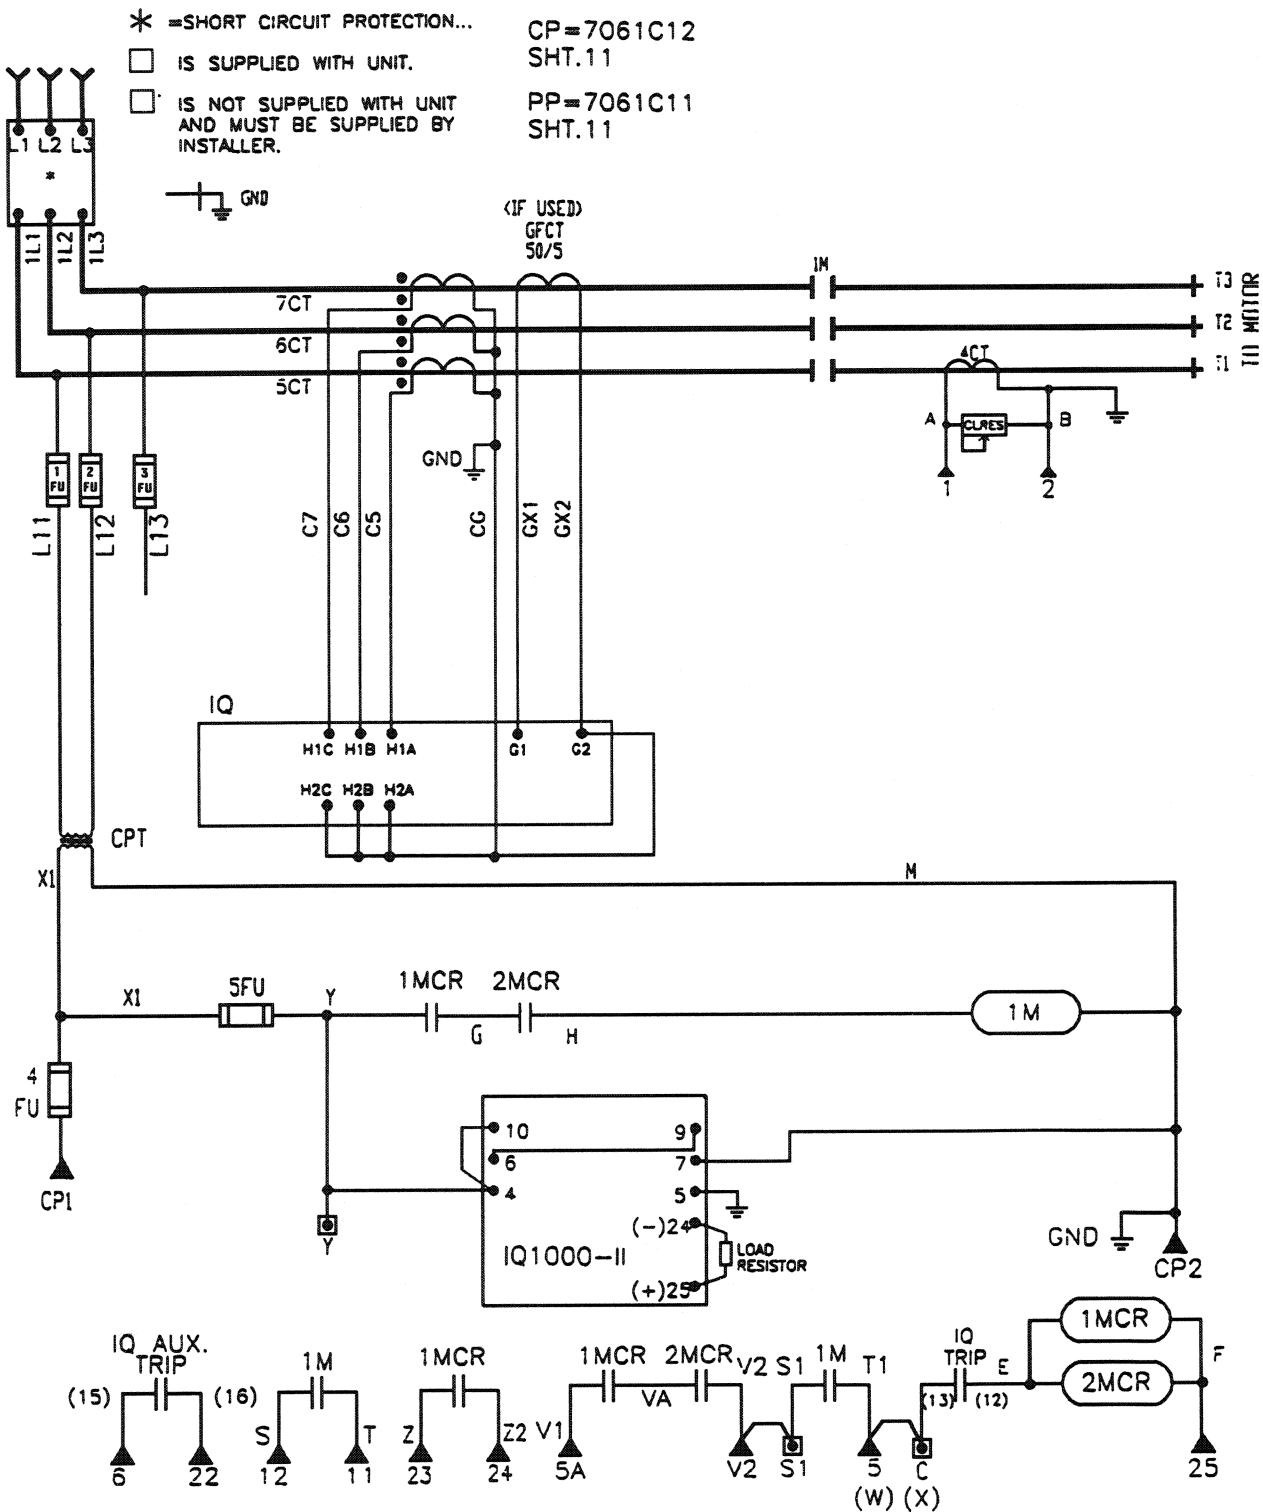 * =SHORT CIRCUIT PROTECTION...
IS SUPPLIED WITH UNIT.
IS NOT SUPPLIED WITH UNIT
AND MUST BE SUPPLIED BY
INSTALLER.
CP=7061C12
SHT.11
PP=7061C11
SHT.11
L1 L2 L3
*
GND
1L1
1L2
1L3
(IF USED)
GFCT
50/5
1M
T3
T2
T1
TO MOTOR
7CT
6CT
5CT
4CT
A
CLRES
B
1
2
1
FU
2
FU
3
FU
L11
L12
L13
GND
C7
C6
C5
CG
GX1
GX2
IQ
H1C H1B H1A
G1
G2
H2C H2B H2A
CPT
X1
M
X1
5FU
Y
1MCR
2MCR
G
H
1M
4
FU
CP1
10
9
6
7
4
5
(-)24
(+)25
IQ1000-II
LOAD
RESISTOR
Y
GND
CP2
IQ AUX.
TRIP
(15)
(16)
6
22
1M
S
T
12
11
1MCR
Z
Z2
23
24
1MCR
2MCR
V1
VA
V2
5A
V2
S1
1M
T1
S1
5
C
(W)
(X)
IQ
TRIP
(13)
(12)
E
1MCR
2MCR
F
25